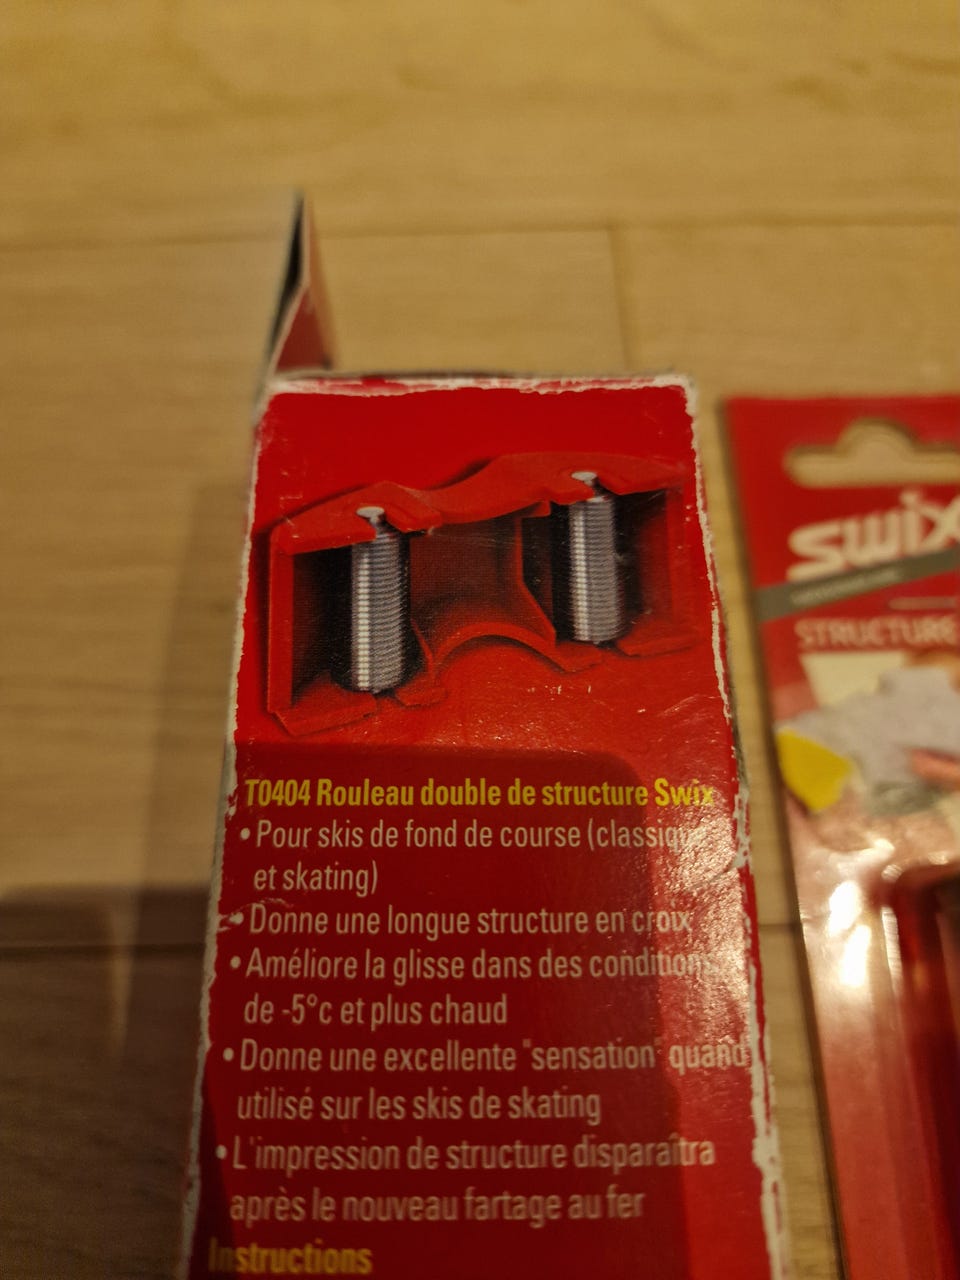 T0404 Rouleau double de structure Swix
• Pour skis de fond de course (classique
et skating)
• Donne une longue structure en croix
• Améliore la glisse dans des conditions
de -5°c et plus chaud
• Donne une excellente "sensation" quand
utilisé sur les skis de skating
• L'impression de structure disparaîtra
après le nouveau fartage au fer
Instructions
swix
STRUCTURE